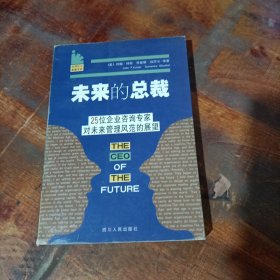 未来的总裁
25位企业咨询专家
对未来管理风范的展望
THE
CEO
OF
THE
FUTURE
四川人民出版社